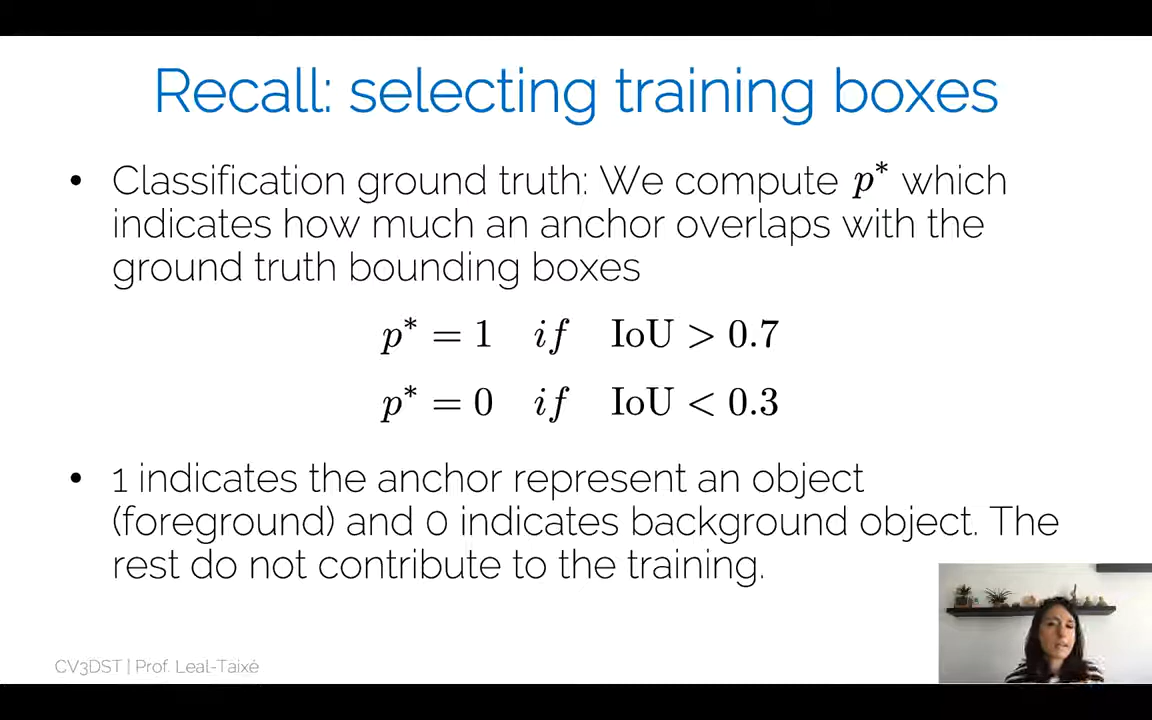 Recall: selecting training boxes
• Classification ground truth: We compute p* which
indicates how much an anchor overlaps with the
ground truth bounding boxes
p* = 1 if IoU > 0.7
p* = 0 if IoU < 0.3
• 1 indicates the anchor represent an object
(foreground) and 0 indicates background object. The
rest do not contribute to the training.
CV3DST | Prof. Leal-Taixé